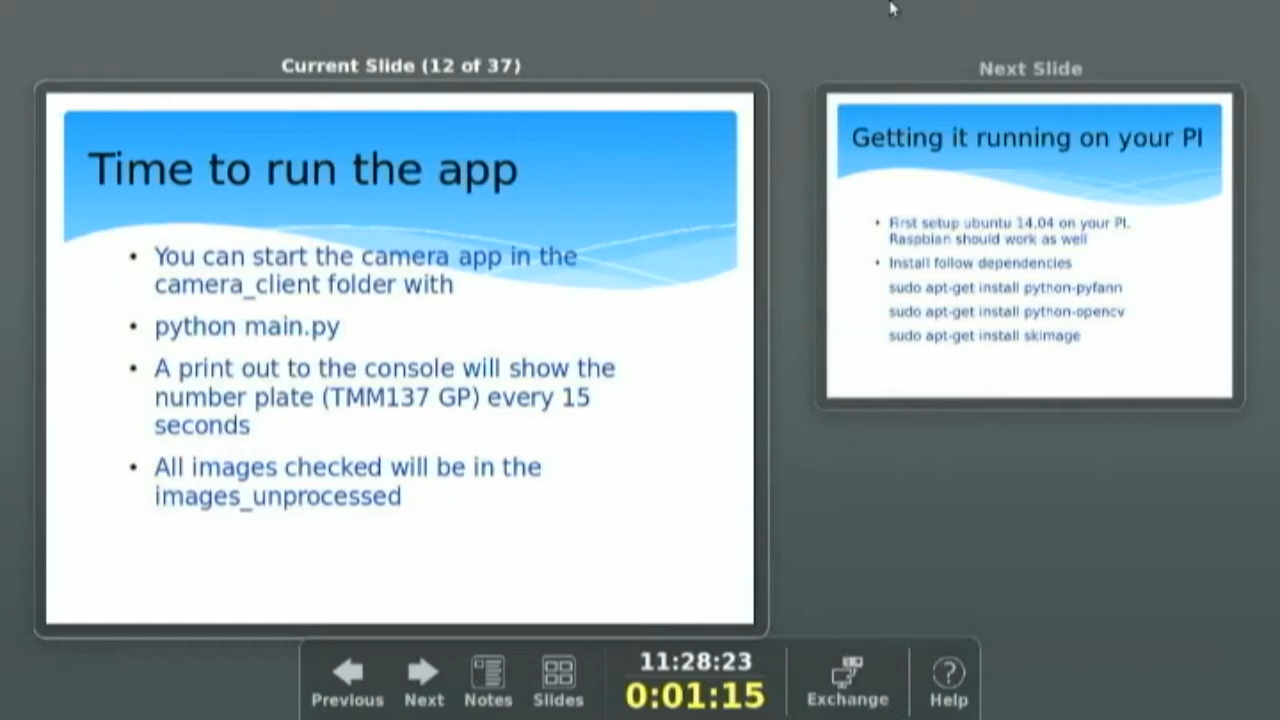 Current Slide (12 of 37)
Time to run the app
• You can start the camera app in the
camera_client folder with
• python main.py
• A print out to the console will show the
number plate (TMM137 GP) every 15
seconds
• All images checked will be in the
images_unprocessed
Next Slide
Getting it running on your PI
• First setup ubuntu 14.04 on your PI.
Raspbian should work as well
• Install follow dependencies
sudo apt-get install python-pyfann
sudo apt-get install python-opencv
sudo apt-get install skimage
Previous
Next
Notes
Slides
11:28:23
0:01:15
Exchange
Help